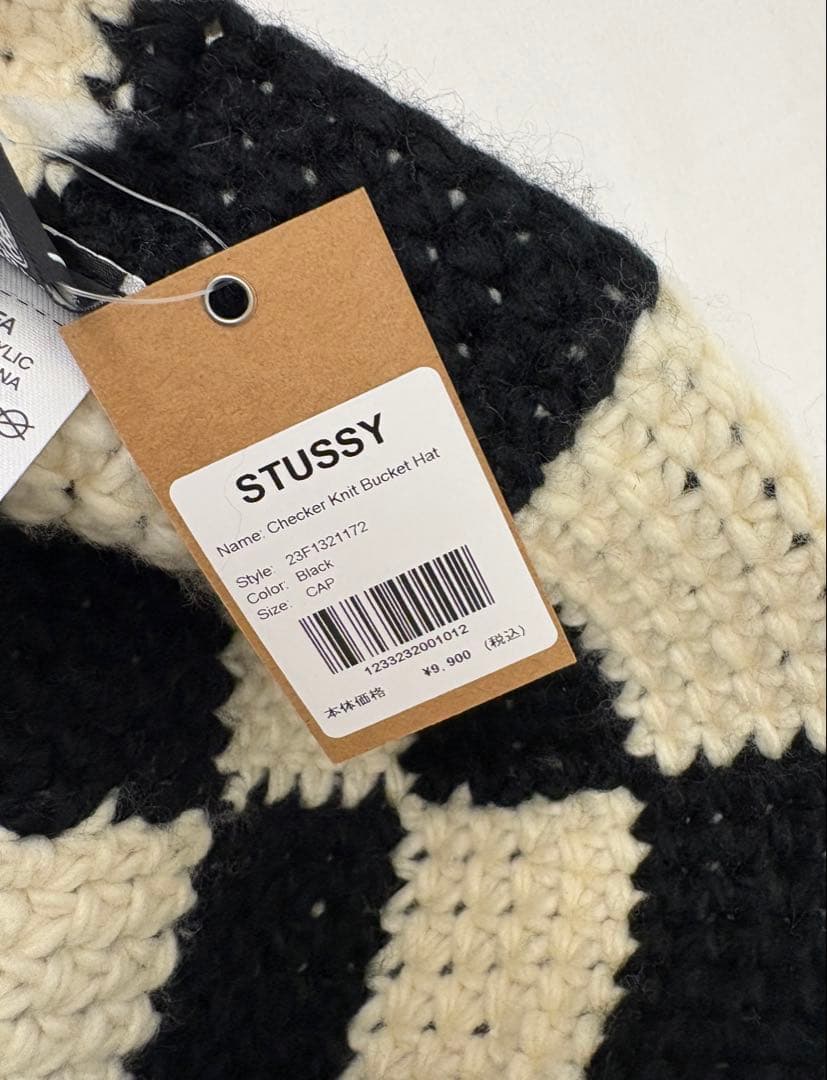 STUSSY
Name: Checker Knit Bucket Hat
Style: 23F1321172
Color: Black
Size: CAP
1233232001012
本体価格 ¥9,900 (税込)